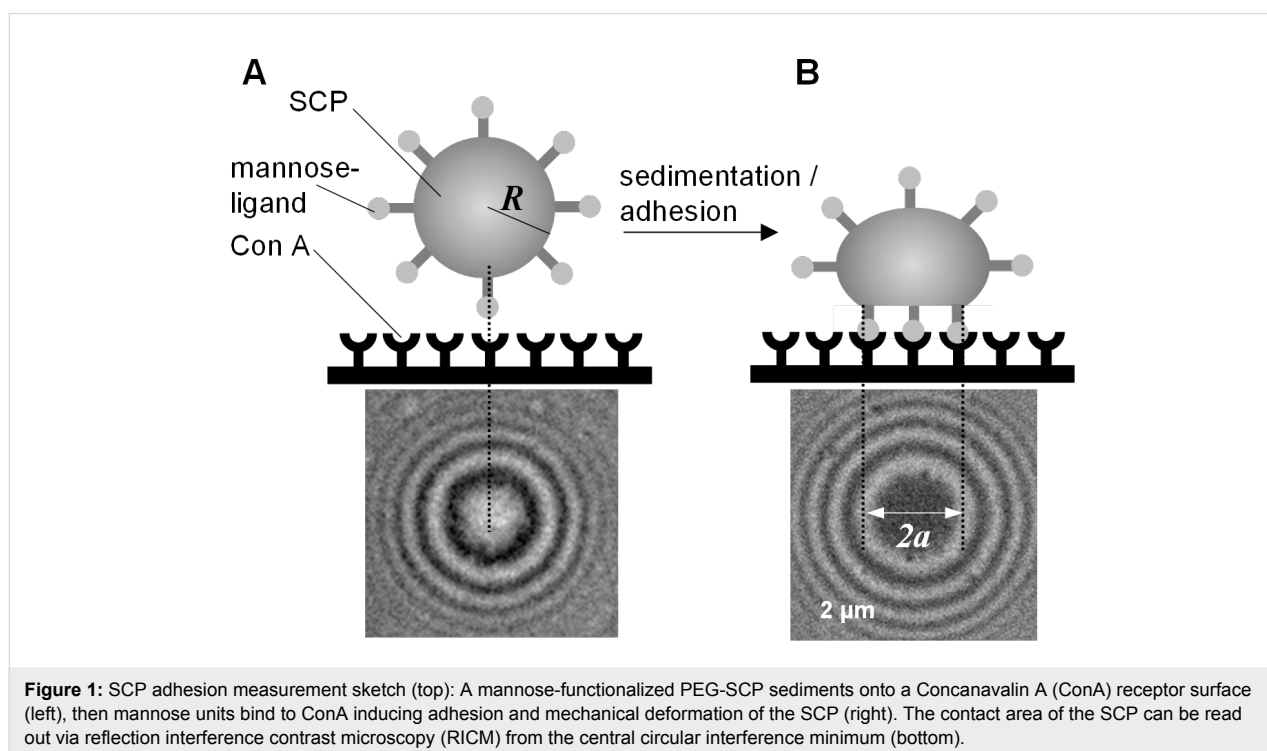 A
B
SCP
mannose-
ligand
Con A
R
sedimentation /
adhesion
2a
2 µm
Figure 1: SCP adhesion measurement sketch (top): A mannose-functionalized PEG-SCP sediments onto a Concanavalin A (ConA) receptor surface
(left), then mannose units bind to ConA inducing adhesion and mechanical deformation of the SCP (right). The contact area of the SCP can be read
out via reflection interference contrast microscopy (RICM) from the central circular interference minimum (bottom).